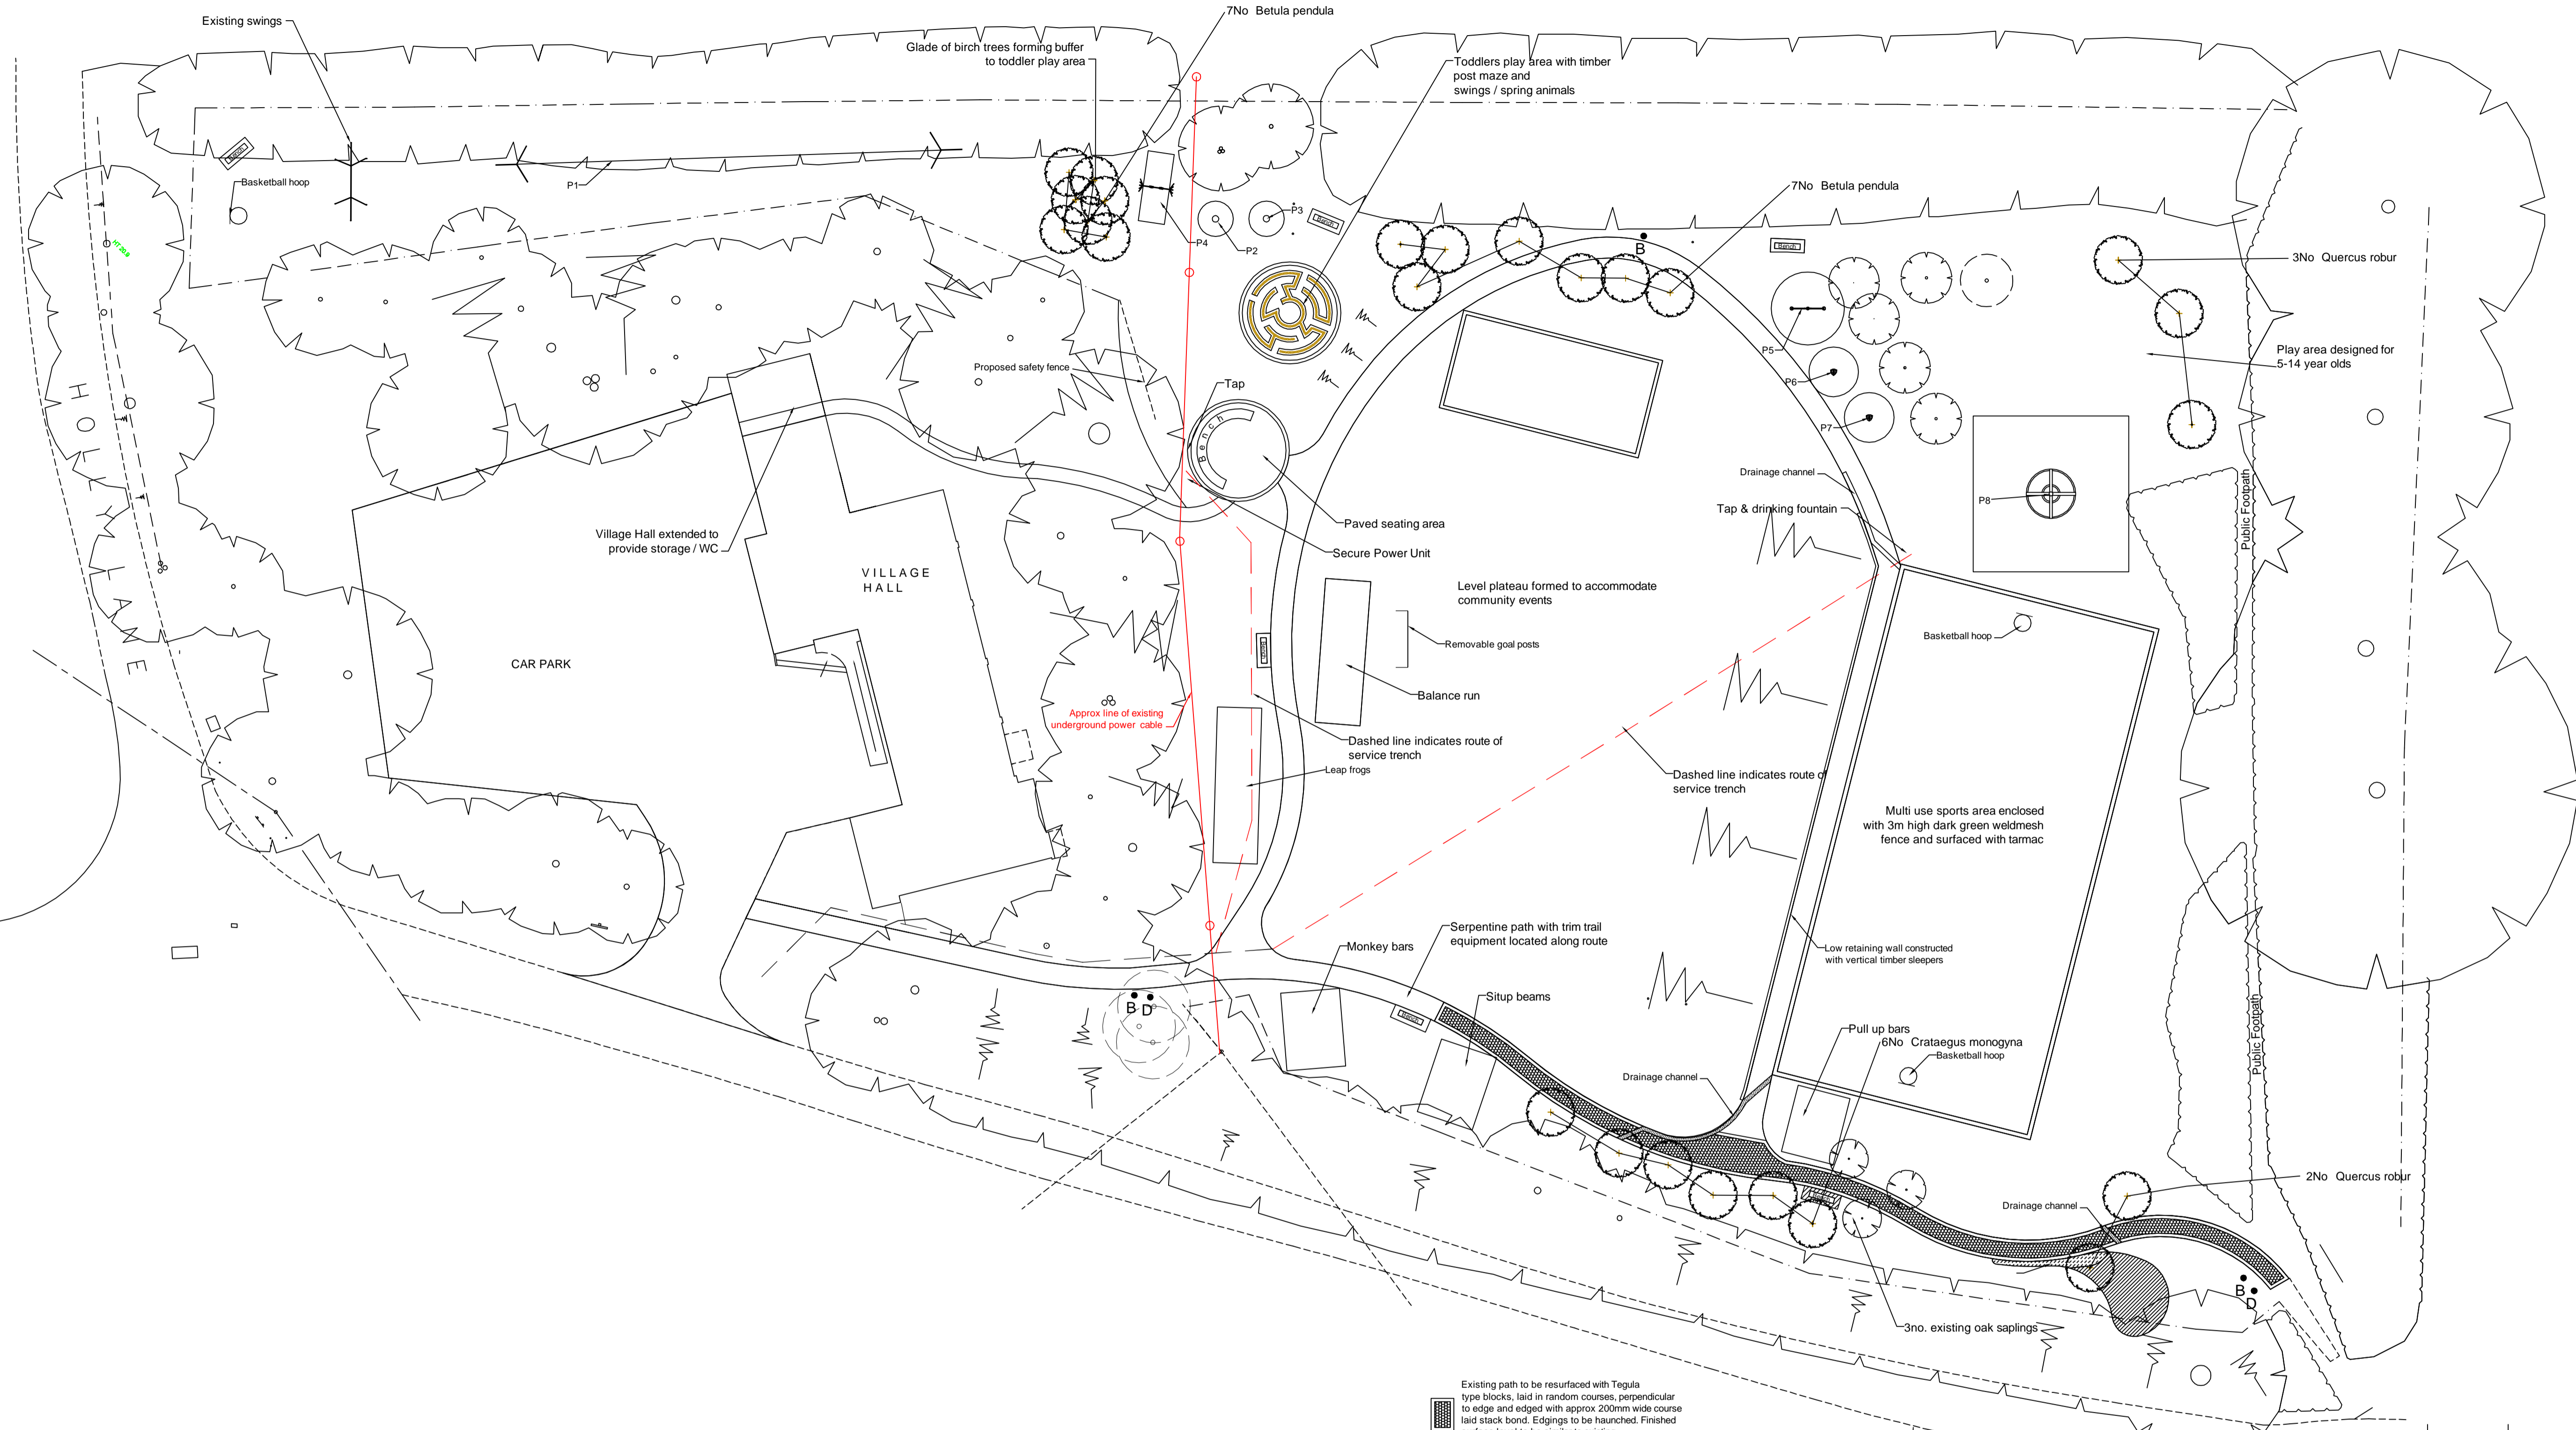 7No Betula pendula
Existing swings
Glade of birch trees forming buffer
to toddler play area
Toddlers play area with timber
post maze and
swings / spring animals
Bench
Basketball hoop
P1
P4
P2
P3
Bench
7No Betula pendula
B
Bench
3No Quercus robur
HT20.8
Play area designed for
5-14 year olds
P5
P6
P7
Proposed safety fence
Tap
Bench
HOLLY LANE
Drainage channel
Tap & drinking fountain
P8
Public Footpath
Paved seating area
Secure Power Unit
Village Hall extended to
provide storage / WC
VILLAGE
HALL
Level plateau formed to accommodate
community events
Removable goal posts
Basketball hoop
CAR PARK
Bench
Balance run
Approx line of existing
underground power cable
Dashed line indicates route of
service trench
Leap frogs
Dashed line indicates route of
service trench
Multi use sports area enclosed
with 3m high dark green weldmesh
fence and surfaced with tarmac
Serpentine path with trim trail
equipment located along route
Monkey bars
Low retaining wall constructed
with vertical timber sleepers
Situp beams
B D
Bench
Public Footpath
Pull up bars
6No Crataegus monogyna
Basketball hoop
Drainage channel
2No Quercus robur
Drainage channel
B
D
3no. existing oak saplings
Existing path to be resurfaced with Tegula
type blocks, laid in random courses, perpendicular
to edge and edged with approx 200mm wide course
laid stack bond. Edgings to be haunched. Finished